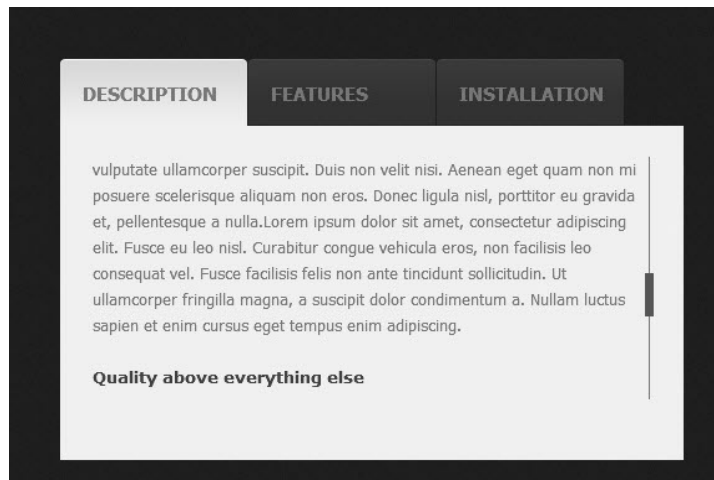 DESCRIPTION FEATURES INSTALLATION
vulputate ullamcorper suscipit. Duis non velit nisi. Aenean eget quam non mi
posuere scelerisque aliquam non eros. Donec ligula nisl, porttitor eu gravida
et, pellentesque a nulla.Lorem ipsum dolor sit amet, consectetur adipiscing
elit. Fusce eu leo nisl. Curabitur congue vehicula eros, non facilisis leo
consequat vel. Fusce facilisis felis non ante tincidunt sollicitudin. Ut
ullamcorper fringilla magna, a suscipit dolor condimentum a. Nullam luctus
sapien et enim cursus eget tempus enim adipiscing.
Quality above everything else